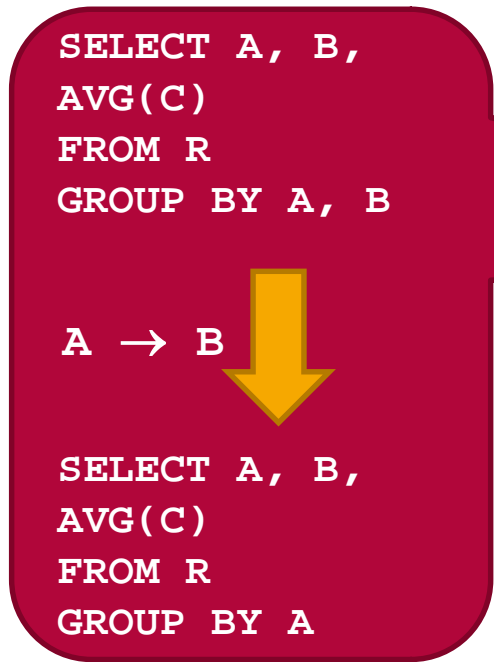 SELECT A, B,
AVG(C)
FROM R
GROUP BY A, B
A → B
SELECT A, B,
AVG(C)
FROM R
GROUP BY A